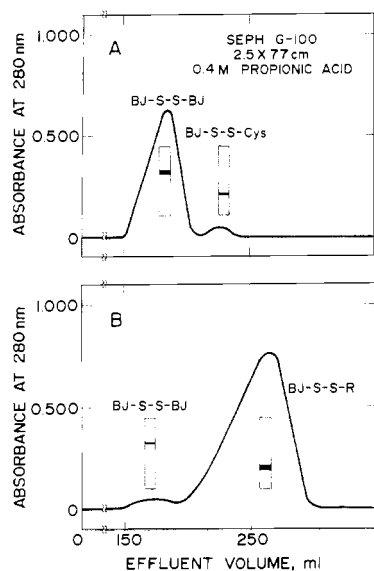 ABSORBANCE AT 280 nm
1.000
0.500
0
A
SEPH G-100
2.5 X 77 cm
0.4 M PROPIONIC ACID
BJ-S-S-BJ
BJ-S-S-Cys
ABSORBANCE AT 280 nm
1.000
0.500
0
B
BJ-S-S-BJ
BJ-S-S-R
0 150 250
EFFLUENT VOLUME, ml